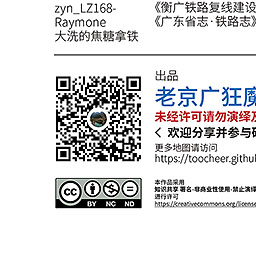 zyn_LZ168-
Raymone
大洗的焦糖拿铁
《衡广铁路复线建设
《广东省志·铁路志》
出品
老京广狂魔
未经许可请勿演绎及
< 欢迎分享并参与
更多地图请访问
https://toocheer.github
本作品采用
知识共享 署名-非商业性使用-禁止演绎
进行许可
https://creativecommons.org/license
CC BY NC ND